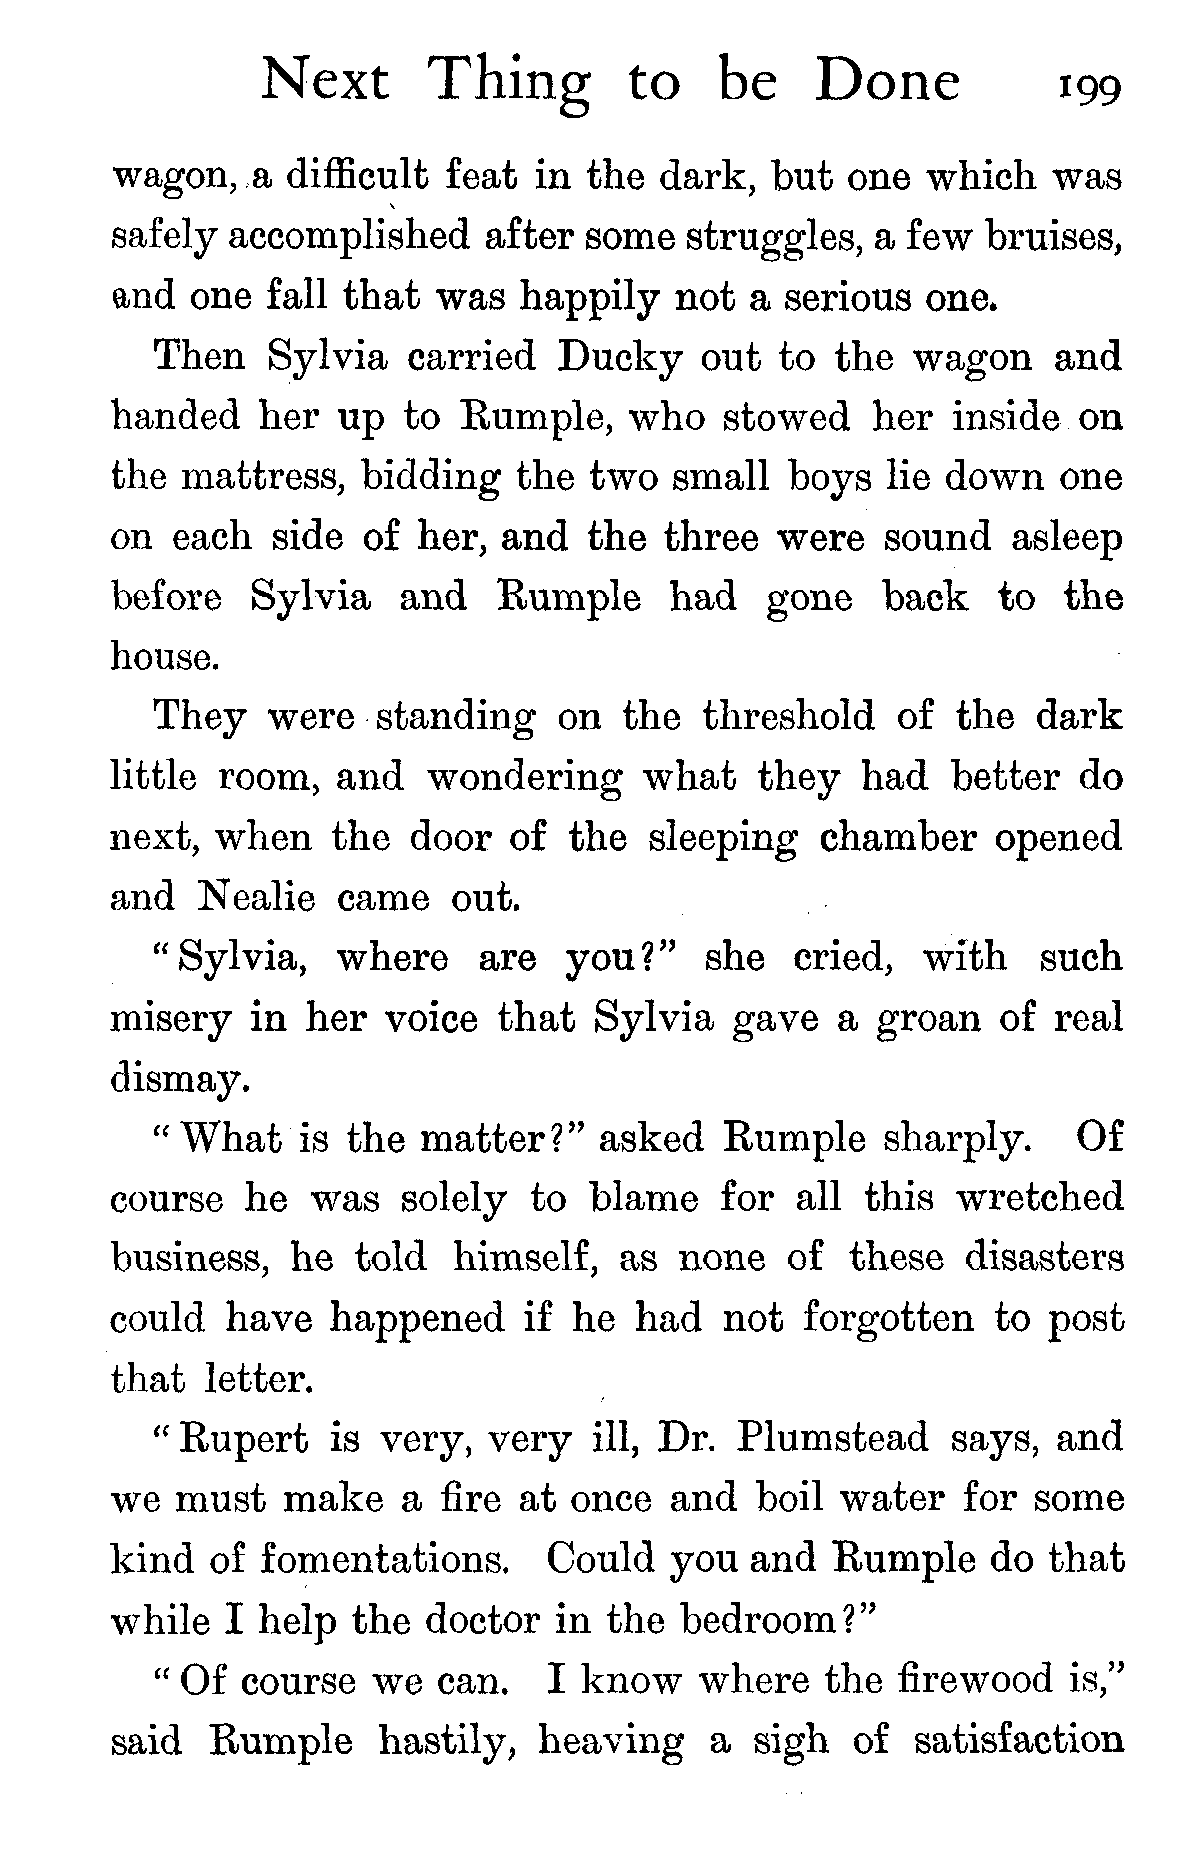 Next Thing to be Done 199
wagon, a difficult feat in the dark, but one which was
safely accomplished after some struggles, a few bruises,
and one fall that was happily not a serious one.
Then Sylvia carried Ducky out to the wagon and
handed her up to Rumple, who stowed her inside on
the mattress, bidding the two small boys lie down one
on each side of her, and the three were sound asleep
before Sylvia and Rumple had gone back to the
house.
They were standing on the threshold of the dark
little room, and wondering what they had better do
next, when the door of the sleeping chamber opened
and Nealie came out.
“Sylvia, where are you?” she cried, with such
misery in her voice that Sylvia gave a groan of real
dismay.
“What is the matter?” asked Rumple sharply. Of
course he was solely to blame for all this wretched
business, he told himself, as none of these disasters
could have happened if he had not forgotten to post
that letter.
“Rupert is very, very ill, Dr. Plumstead says, and
we must make a fire at once and boil water for some
kind of fomentations. Could you and Rumple do that
while I help the doctor in the bedroom?”
“Of course we can. I know where the firewood is,”
said Rumple hastily, heaving a sigh of satisfaction